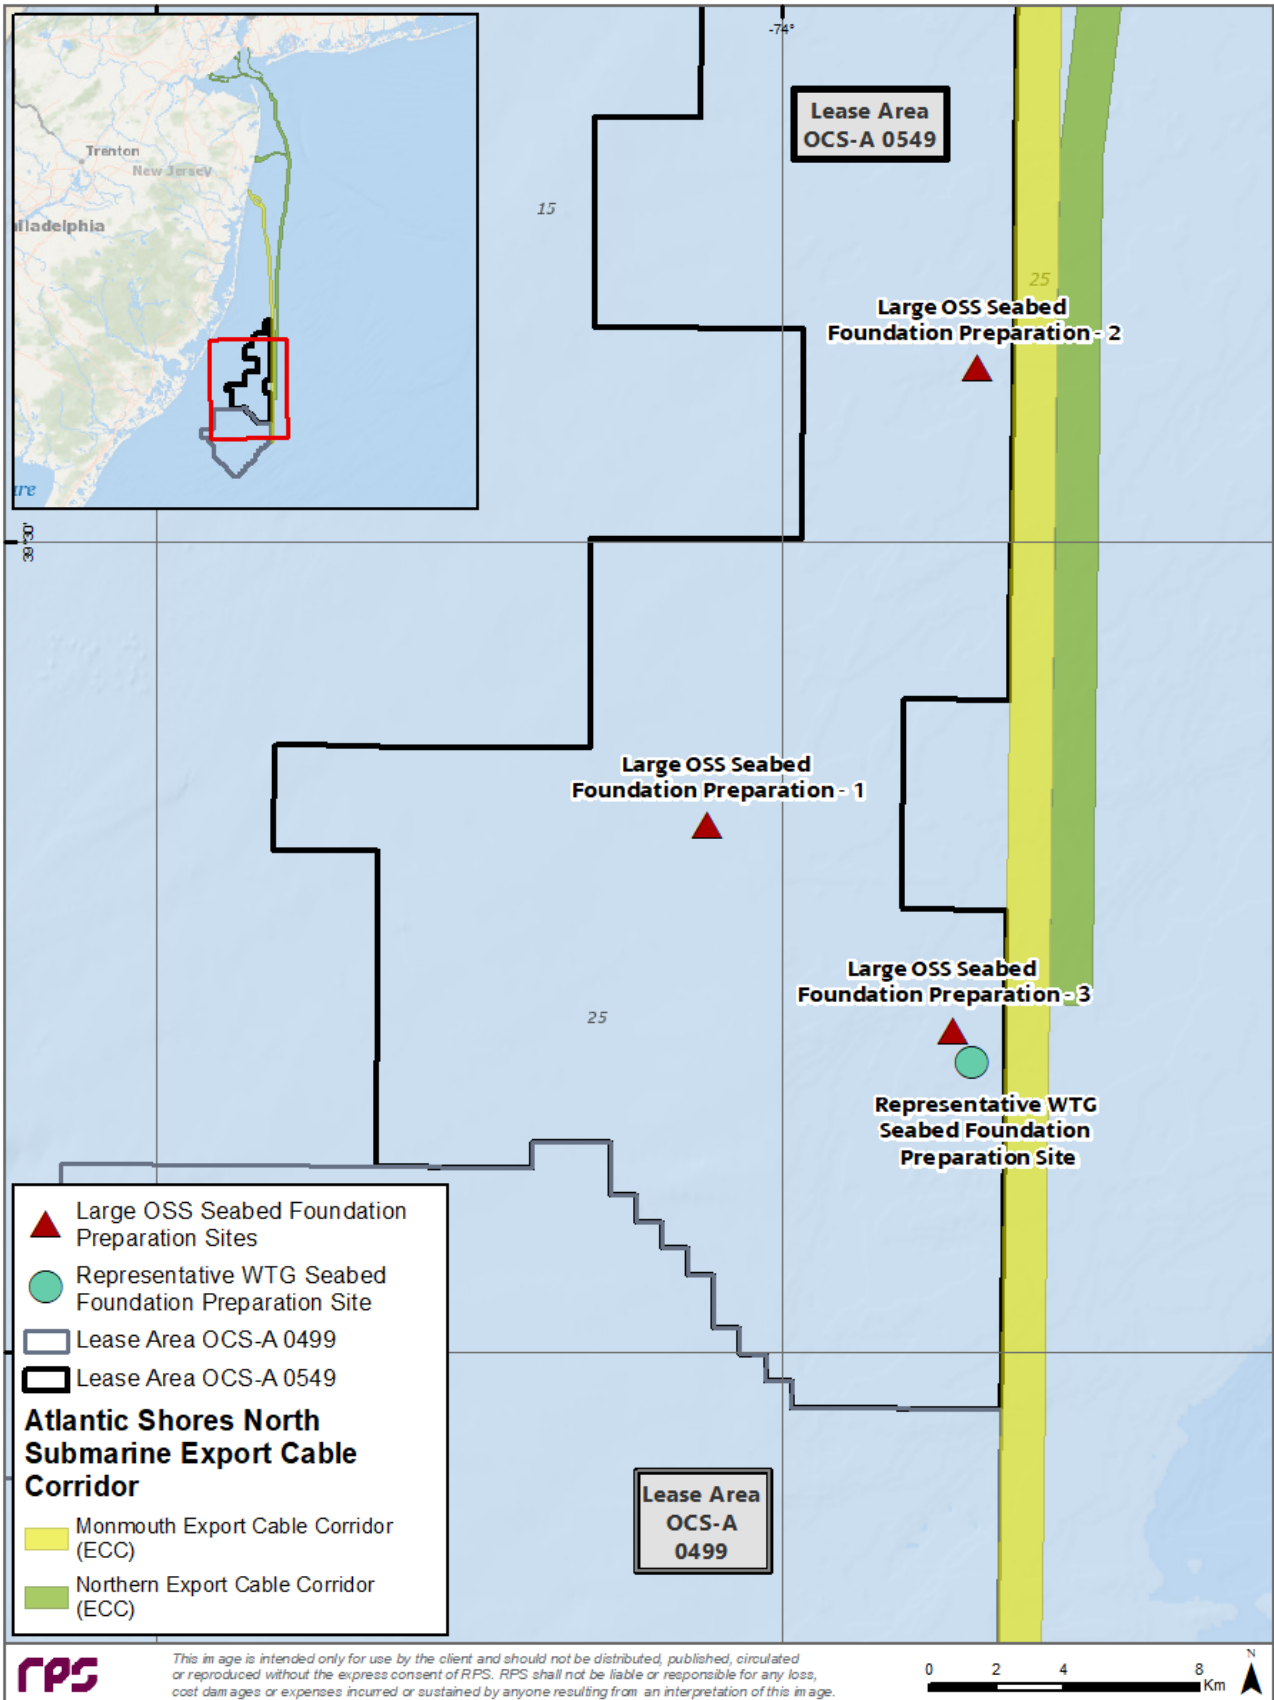 -74°
Lease Area
OCS-A 0549
Trenton
New Jersey
iladelphia
15
25
Large OSS Seabed
Foundation Preparation - 2
are
39°30'
Large OSS Seabed
Foundation Preparation - 1
Large OSS Seabed
Foundation Preparation - 3
25
Representative WTG
Seabed Foundation
Preparation Site
Large OSS Seabed Foundation
Preparation Sites
Representative WTG Seabed
Foundation Preparation Site
Lease Area OCS-A 0499
Lease Area OCS-A 0549
Atlantic Shores North
Submarine Export Cable
Corridor
Monmouth Export Cable Corridor
(ECC)
Northern Export Cable Corridor
(ECC)
Lease Area
OCS-A
0499
rps
This image is intended only for use by the client and should not be distributed, published, circulated
or reproduced without the express consent of RPS. RPS shall not be liable or responsible for any loss,
cost damages or expenses incurred or sustained by anyone resulting from an interpretation of this image.
0 2 4 8
Km
N